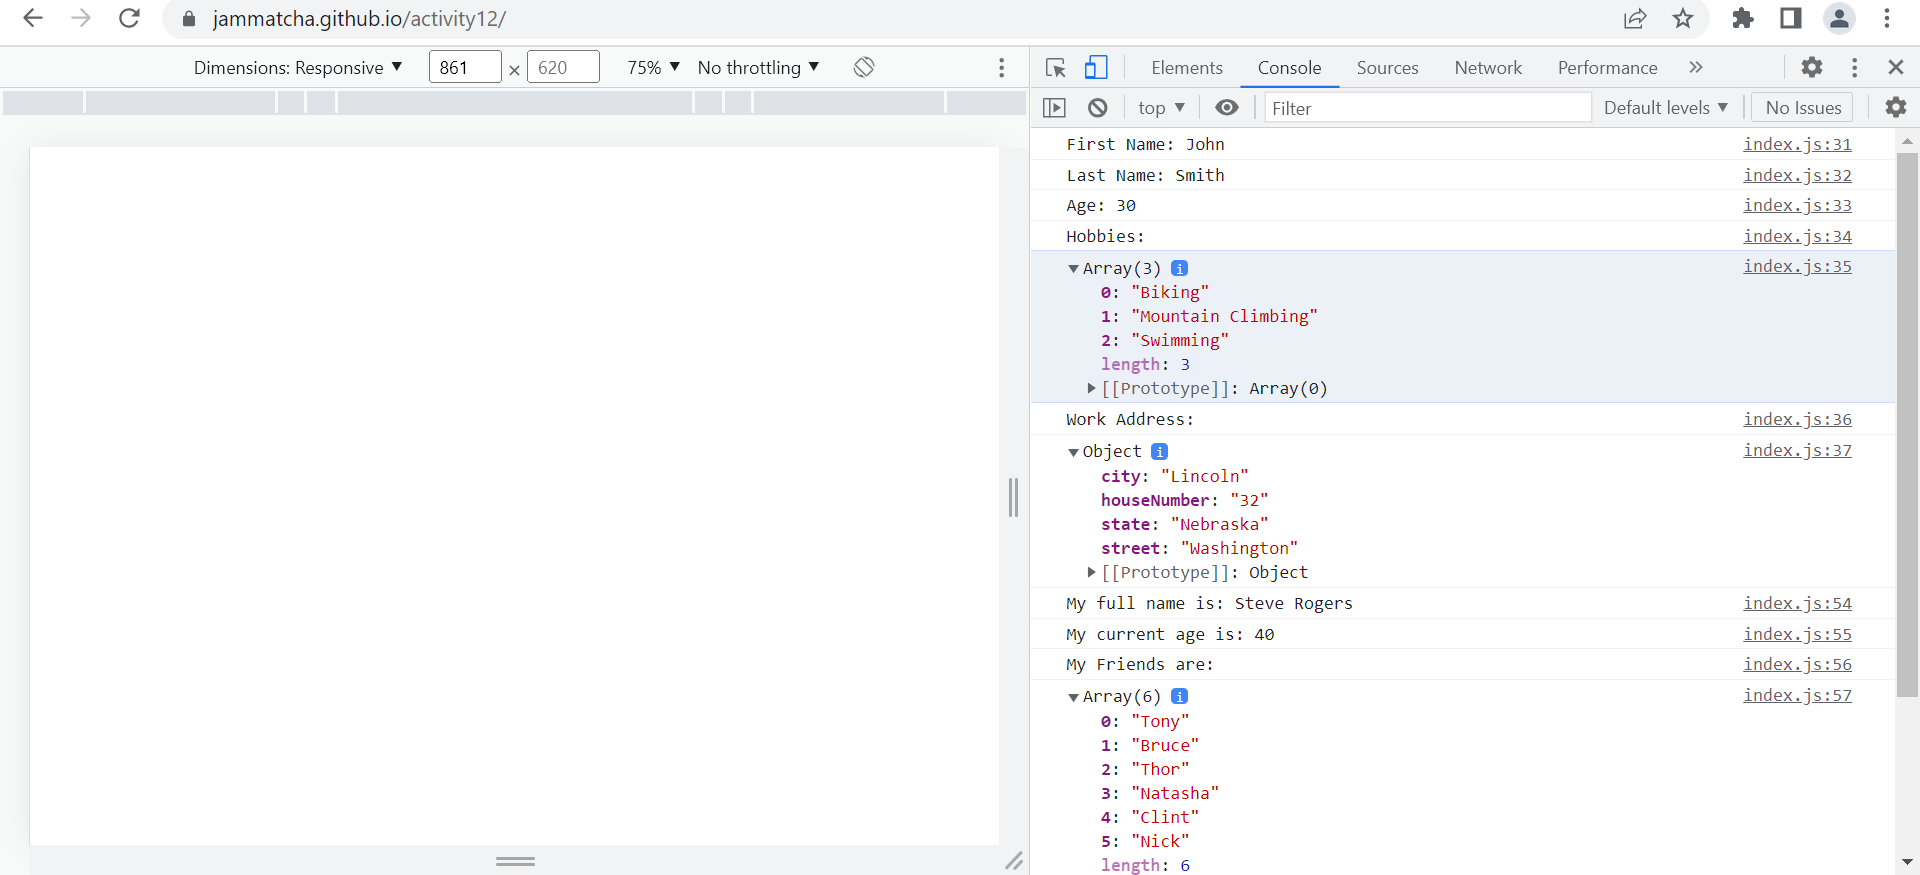 jammatcha.github.io/activity12/
Dimensions: Responsive ▼ 861 × 620 75% ▼ No throttling ▼
Elements Console Sources Network Performance »
top ▼ Filter Default levels ▼ No Issues
First Name: John index.js:31
Last Name: Smith index.js:32
Age: 30 index.js:33
Hobbies: index.js:34
▼Array(3) i index.js:35
0: "Biking"
1: "Mountain Climbing"
2: "Swimming"
length: 3
▶[[Prototype]]: Array(0)
Work Address: index.js:36
▼Object i index.js:37
city: "Lincoln"
houseNumber: "32"
state: "Nebraska"
street: "Washington"
▶[[Prototype]]: Object
My full name is: Steve Rogers index.js:54
My current age is: 40 index.js:55
My Friends are: index.js:56
▼Array(6) i index.js:57
0: "Tony"
1: "Bruce"
2: "Thor"
3: "Natasha"
4: "Clint"
5: "Nick"
length: 6